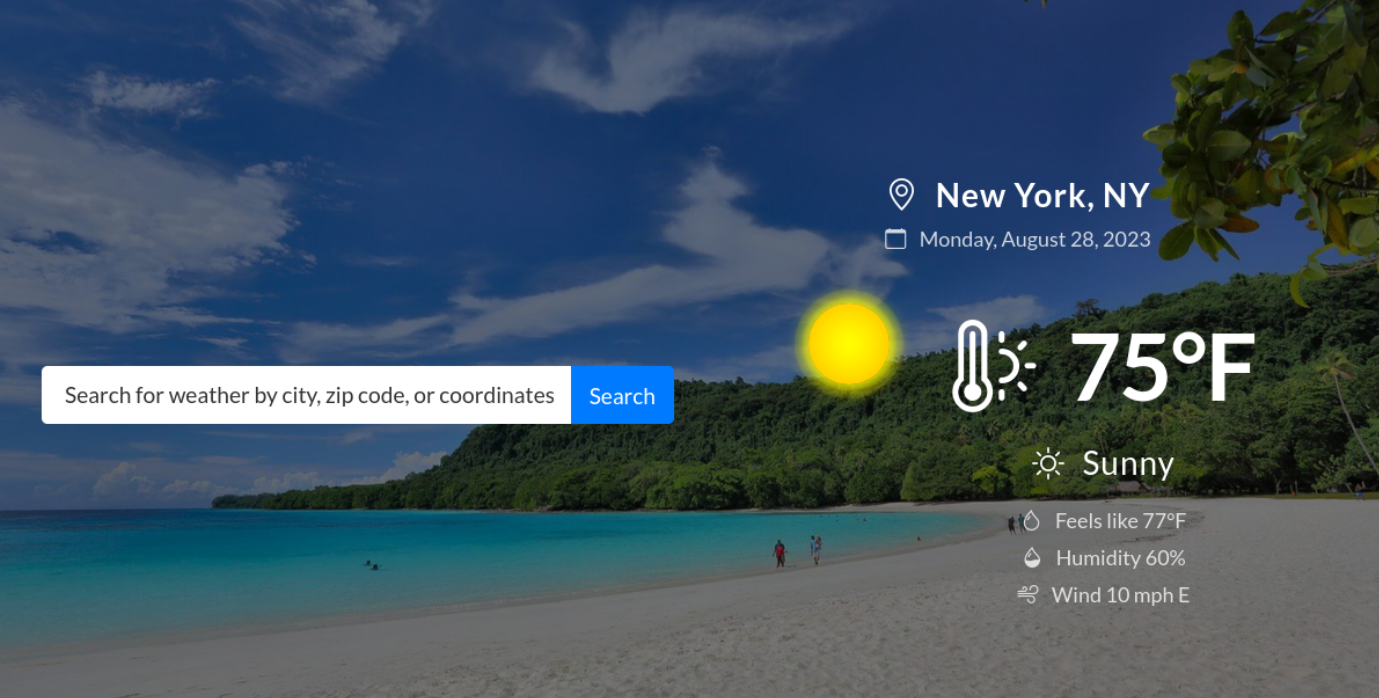 New York, NY
Monday, August 28, 2023
75°F
Search for weather by city, zip code, or coordinates
Search
Sunny
Feels like 77°F
Humidity 60%
Wind 10 mph E